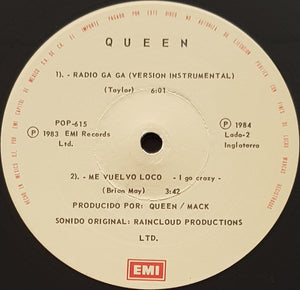 QUEEN
1). - RADIO GA GA (VERSION INSTRUMENTAL)
(Taylor) 6:01
POP-615
Ⓟ 1983 EMI Records
Ltd.
Ⓟ 1984
Lado-2
Inglaterra
2). - ME VUELVO LOCO - I go crazy -
(Brian May) 3:42
PRODUCIDO POR: QUEEN / MACK
SONIDO ORIGINAL: RAINCLOUD PRODUCTIONS
LTD.
EMI